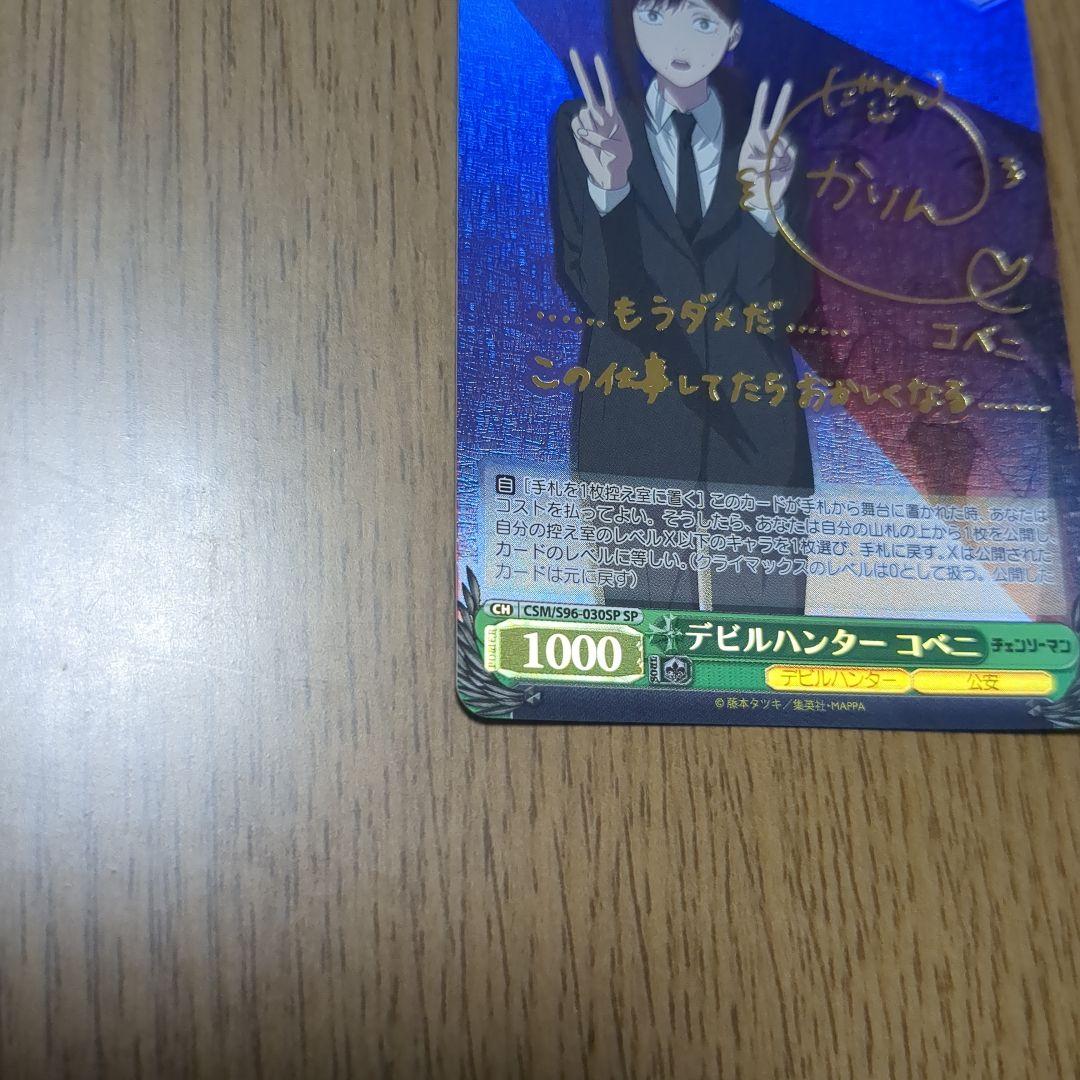 かりん
コベニ
......もうダメだ......
この仕事してたらおかしくなる......
自［手札を1枚控え室に置く］このカードが手札から舞台に置かれた時、あなたは
コストを払ってよい。そうしたら、あなたは自分の山札の上から1枚を公開し、
自分の控え室のレベルX以下のキャラを1枚選び、手札に戻す。Xは公開された
カードのレベルに等しい。（クライマックスのレベルは0として扱う。公開した
カードは元に戻す）
CH CSM/S96-030SP SP
POWER 1000 SOUL デビルハンター コベニ チェンソーマン
デビルハンター 公安
©藤本タツキ／集英社・MAPPA